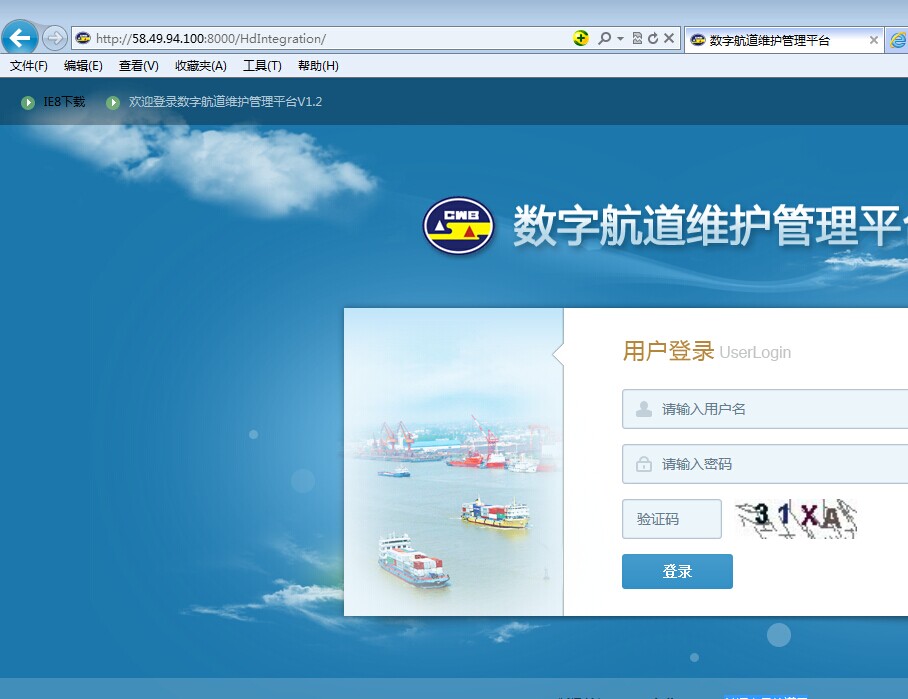 http://58.49.94.100:8000/HdIntegration/
数字航道维护管理平台
文件(F) 编辑(E) 查看(V) 收藏夹(A) 工具(T) 帮助(H)
IE8下载 欢迎登录数字航道维护管理平台V1.2
CWB
数字航道维护管理平
用户登录 UserLogin
请输入用户名
请输入密码
验证码 31XA
登录